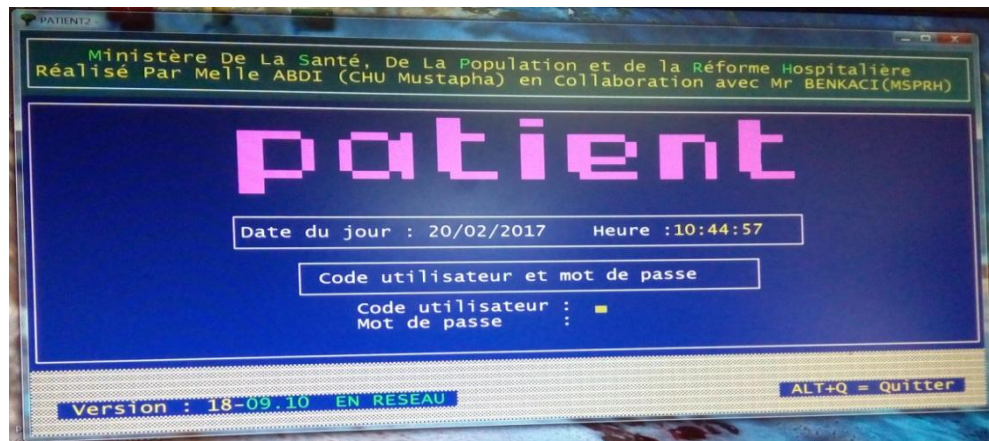 PATIENT2
Ministère De La Santé, De La Population et de la Réforme Hospitalière
Réalisé Par Melle ABDI (CHU Mustapha) en Collaboration avec Mr BENKACI(MSPRH)
patient
Date du jour : 20/02/2017 Heure :10:44:57
Code utilisateur et mot de passe
Code utilisateur :
Mot de passe :
Version : 18-09.10 EN RESEAU
ALT+Q = Quitter